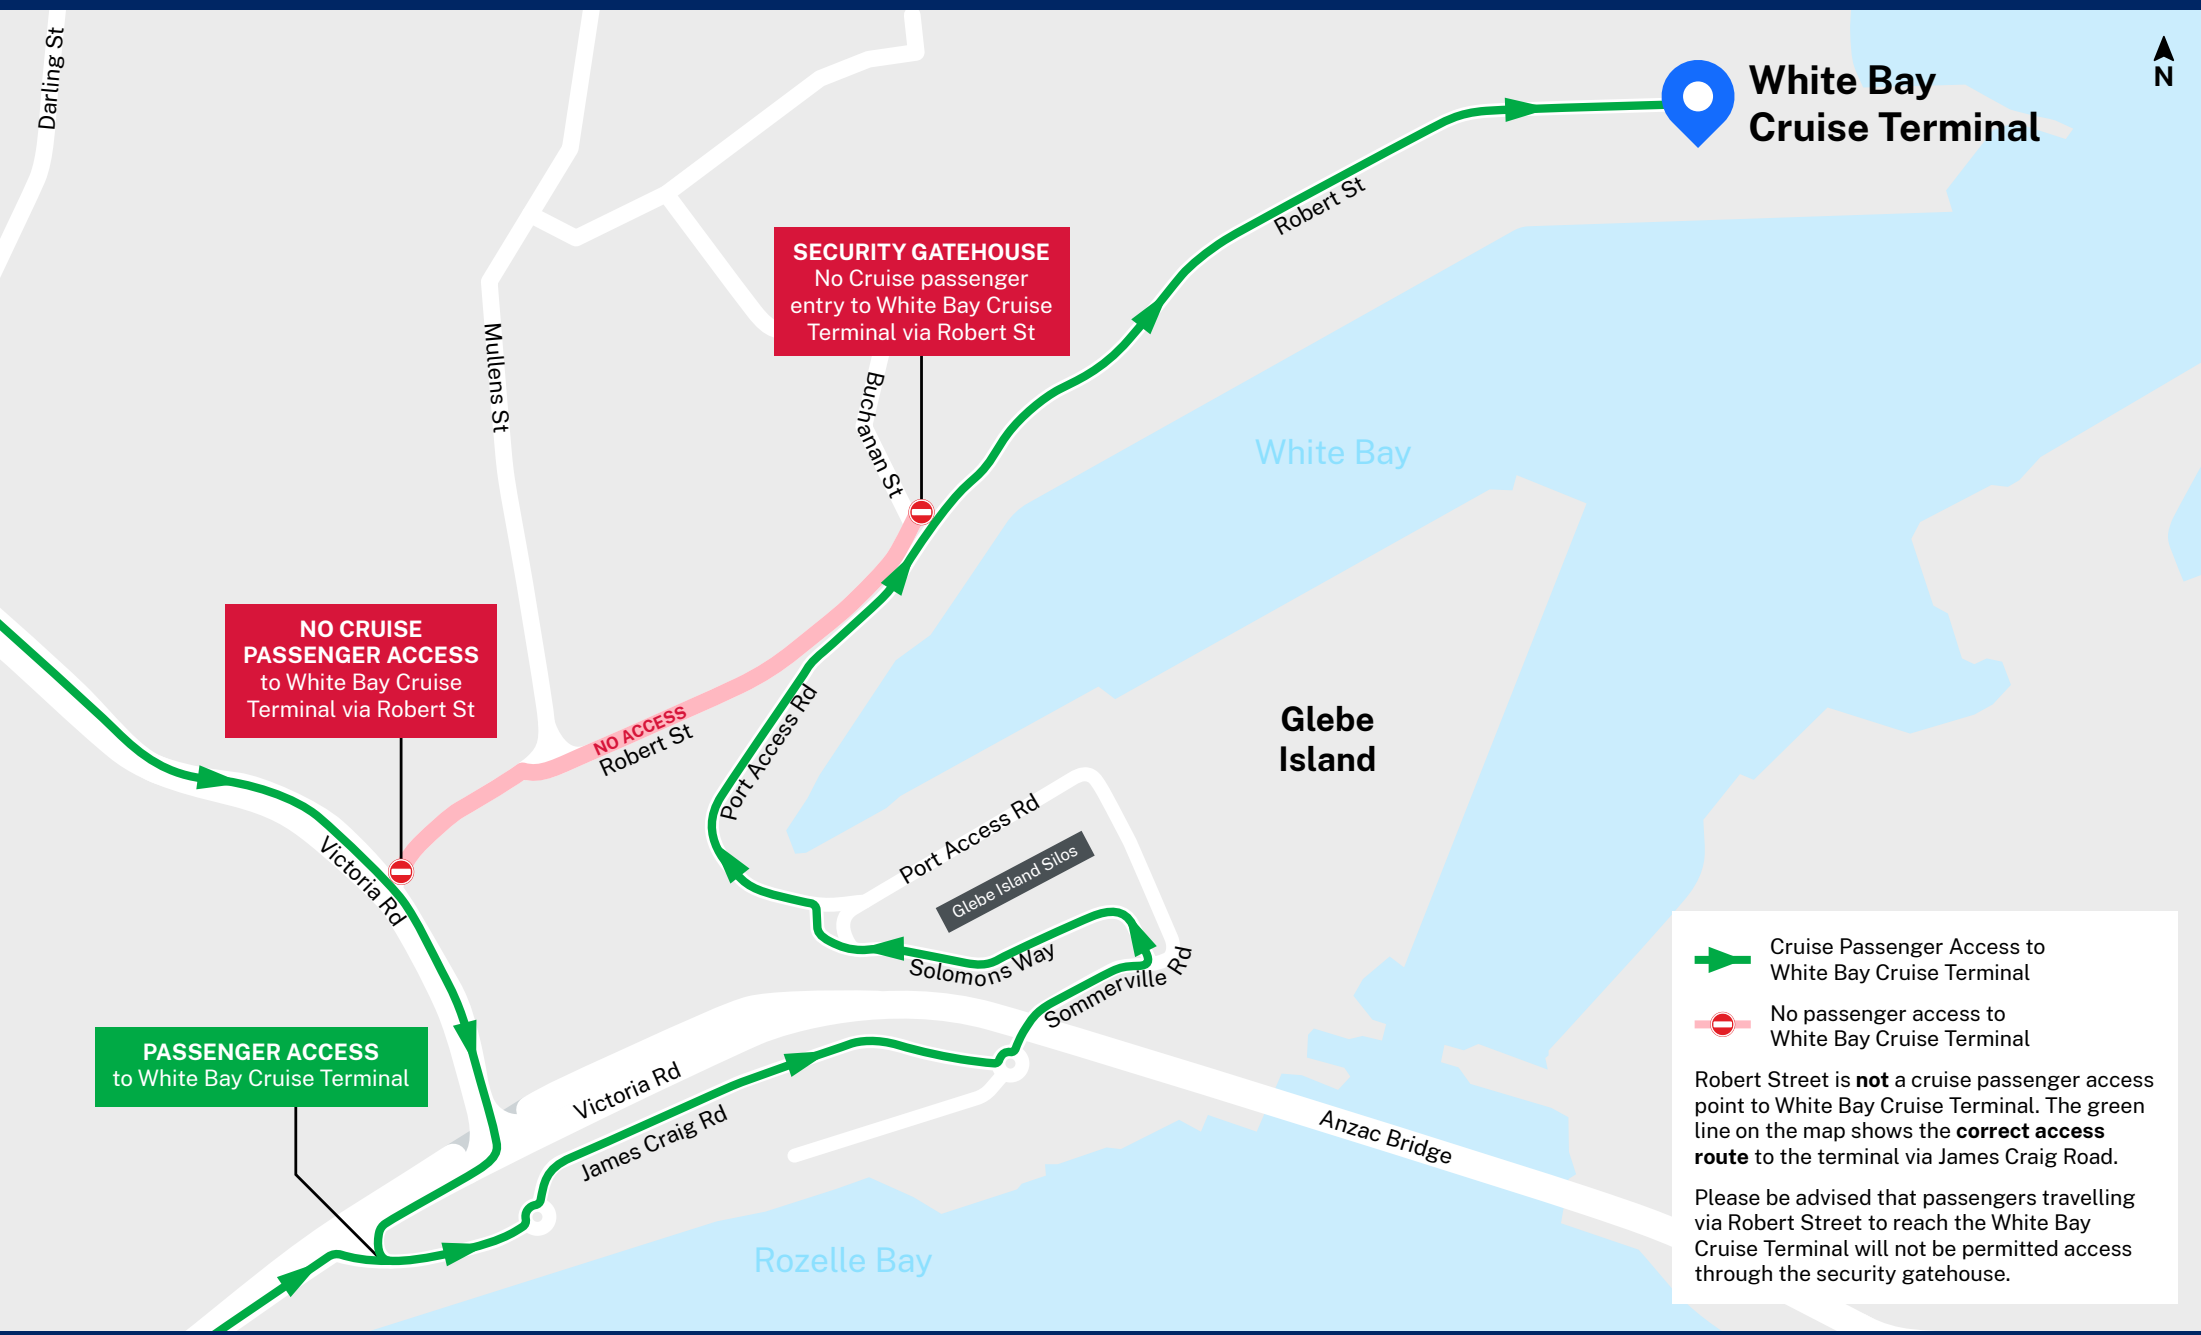 Darling St
N
White Bay
Cruise Terminal
Robert St
SECURITY GATEHOUSE
No Cruise passenger
entry to White Bay Cruise
Terminal via Robert St
Mullens St
Buchanan St
White Bay
NO CRUISE
PASSENGER ACCESS
to White Bay Cruise
Terminal via Robert St
NO ACCESS
Robert St
Port Access Rd
Glebe
Island
Port Access Rd
Glebe Island Silos
Victoria Rd
Solomons Way
Sommerville Rd
PASSENGER ACCESS
to White Bay Cruise Terminal
Victoria Rd
James Craig Rd
Anzac Bridge
Rozelle Bay
Cruise Passenger Access to
White Bay Cruise Terminal
No passenger access to
White Bay Cruise Terminal
Robert Street is not a cruise passenger access
point to White Bay Cruise Terminal. The green
line on the map shows the correct access
route to the terminal via James Craig Road.
Please be advised that passengers travelling
via Robert Street to reach the White Bay
Cruise Terminal will not be permitted access
through the security gatehouse.